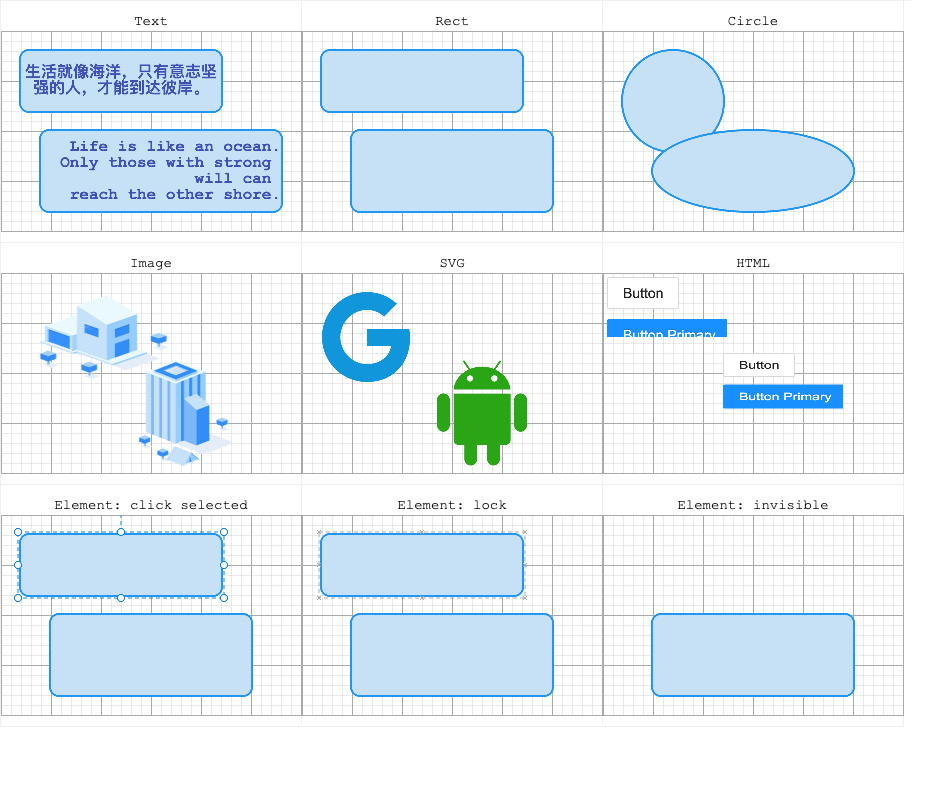 Text
Rect
Circle
生活就像海洋，只有意志坚
强的人，才能到达彼岸。
Life is like an ocean.
Only those with strong
will can
reach the other shore.
Image
SVG
HTML
Button
Button Primary
Button
Button Primary
Element: click selected
Element: lock
Element: invisible